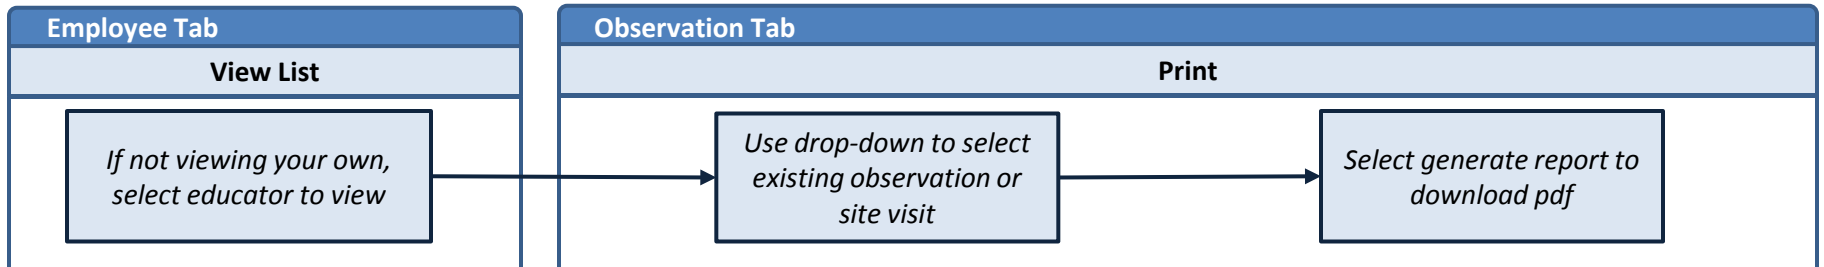 Employee Tab
View List
If not viewing your own,
select educator to view
Observation Tab
Print
Use drop-down to select
existing observation or
site visit
Select generate report to
download pdf